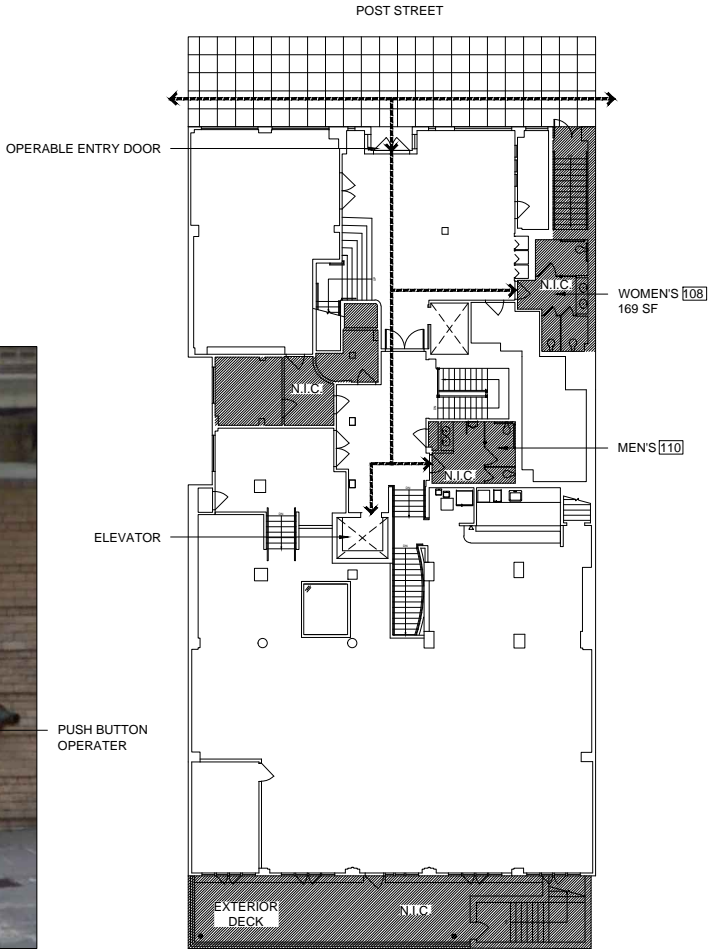 POST STREET
OPERABLE ENTRY DOOR
N.I.C.
WOMEN'S 108
169 SF
N.I.C.
MEN'S 110
N.I.C.
ELEVATOR
PUSH BUTTON
OPERATER
EXTERIOR
DECK
N.I.C.